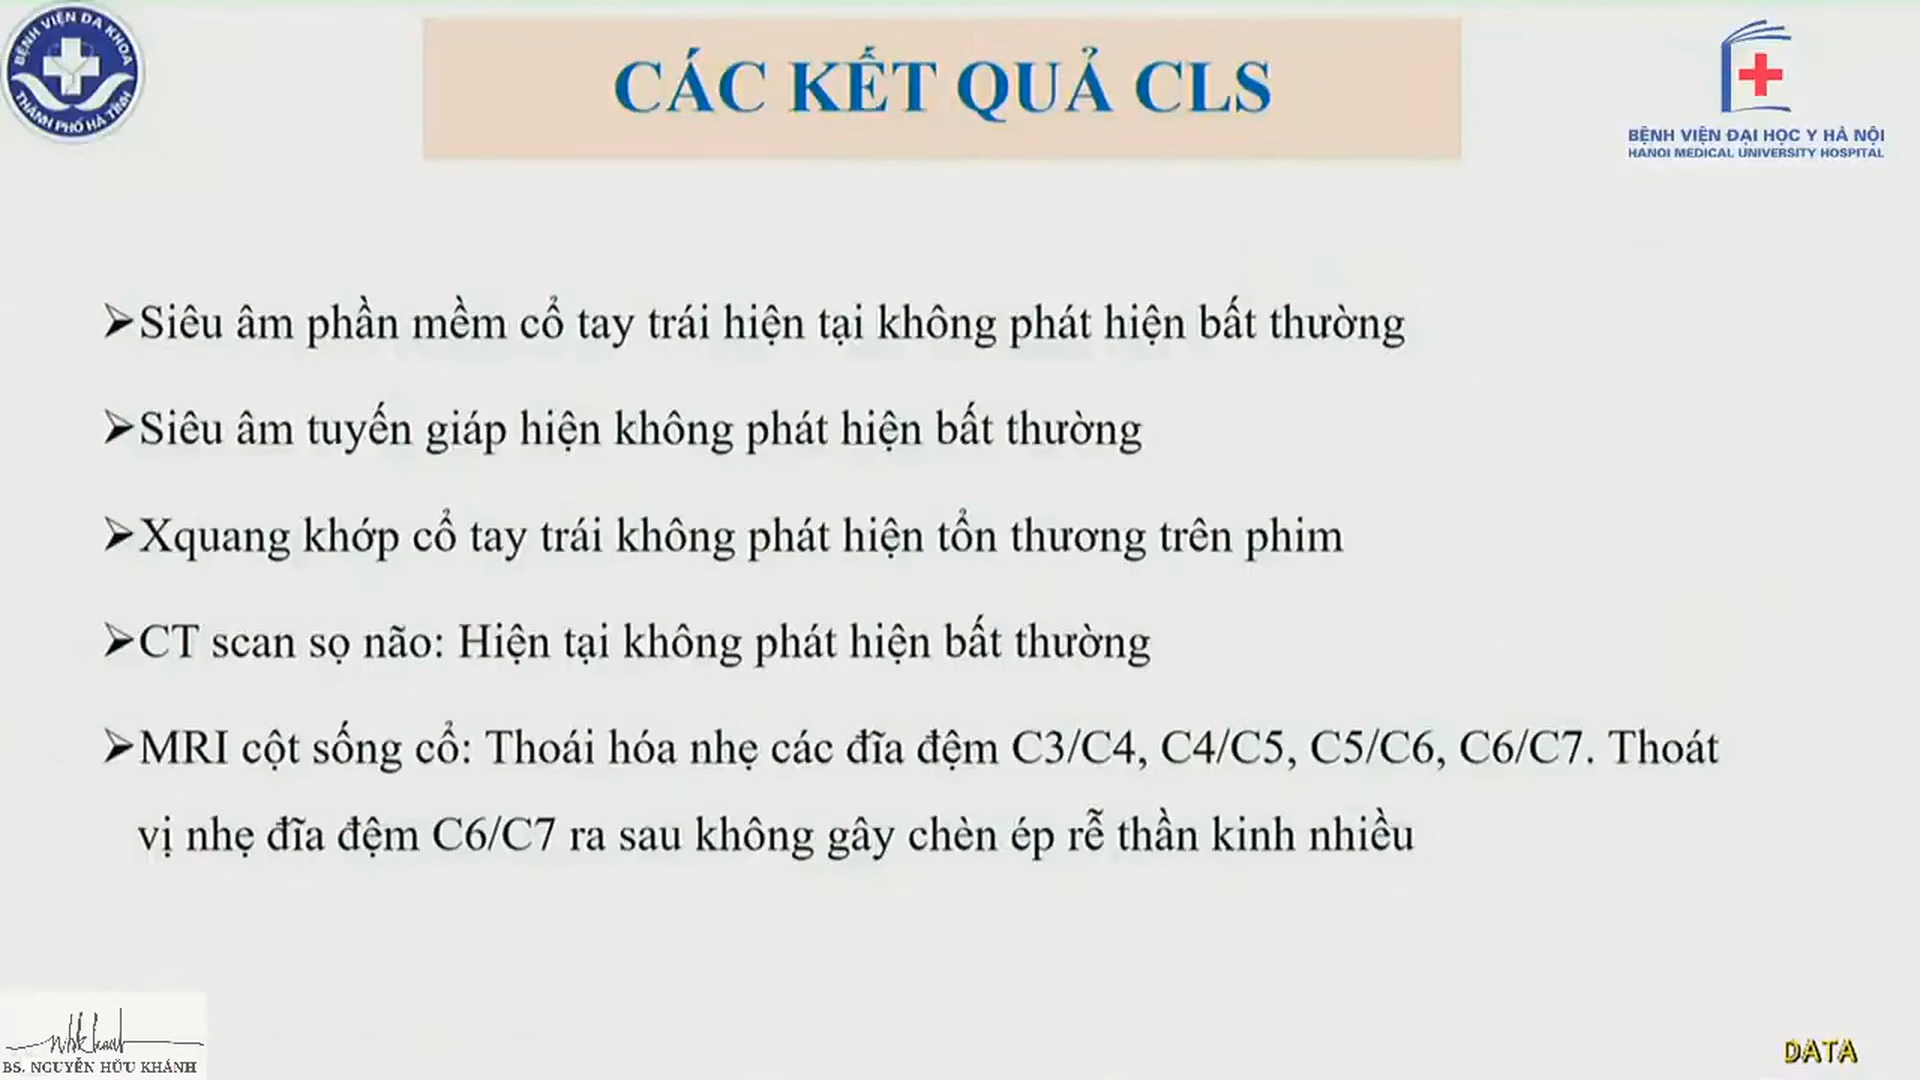 BỆNH VIỆN ĐA KHOA
THÀNH PHỐ HÀ TĨNH
CÁC KẾT QUẢ CLS
BỆNH VIỆN ĐẠI HỌC Y HÀ NỘI
HANOI MEDICAL UNIVERSITY HOSPITAL
➢Siêu âm phần mềm cổ tay trái hiện tại không phát hiện bất thường
➢Siêu âm tuyến giáp hiện không phát hiện bất thường
➢Xquang khớp cổ tay trái không phát hiện tổn thương trên phim
➢CT scan sọ não: Hiện tại không phát hiện bất thường
➢MRI cột sống cổ: Thoái hóa nhẹ các đĩa đệm C3/C4, C4/C5, C5/C6, C6/C7. Thoát
vị nhẹ đĩa đệm C6/C7 ra sau không gây chèn ép rễ thần kinh nhiều
BS. NGUYỄN HỮU KHÁNH
DATA